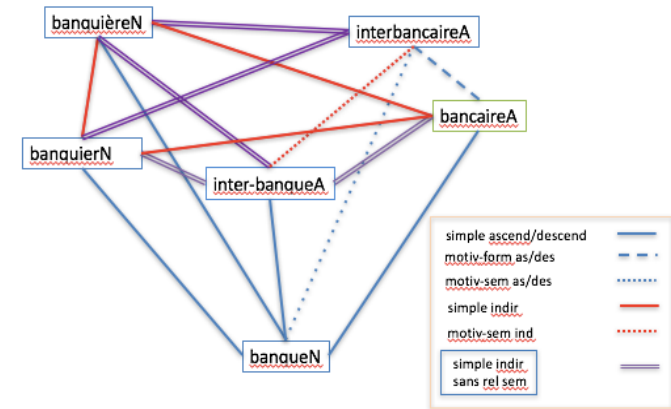 banquièreN
interbancaireA
bancaireA
banquierN
inter-banqueA
banqueN
simple ascend/descend
motiv-form as/des
motiv-sem as/des
simple indir
motiv-sem ind
simple indir
sans rel sem